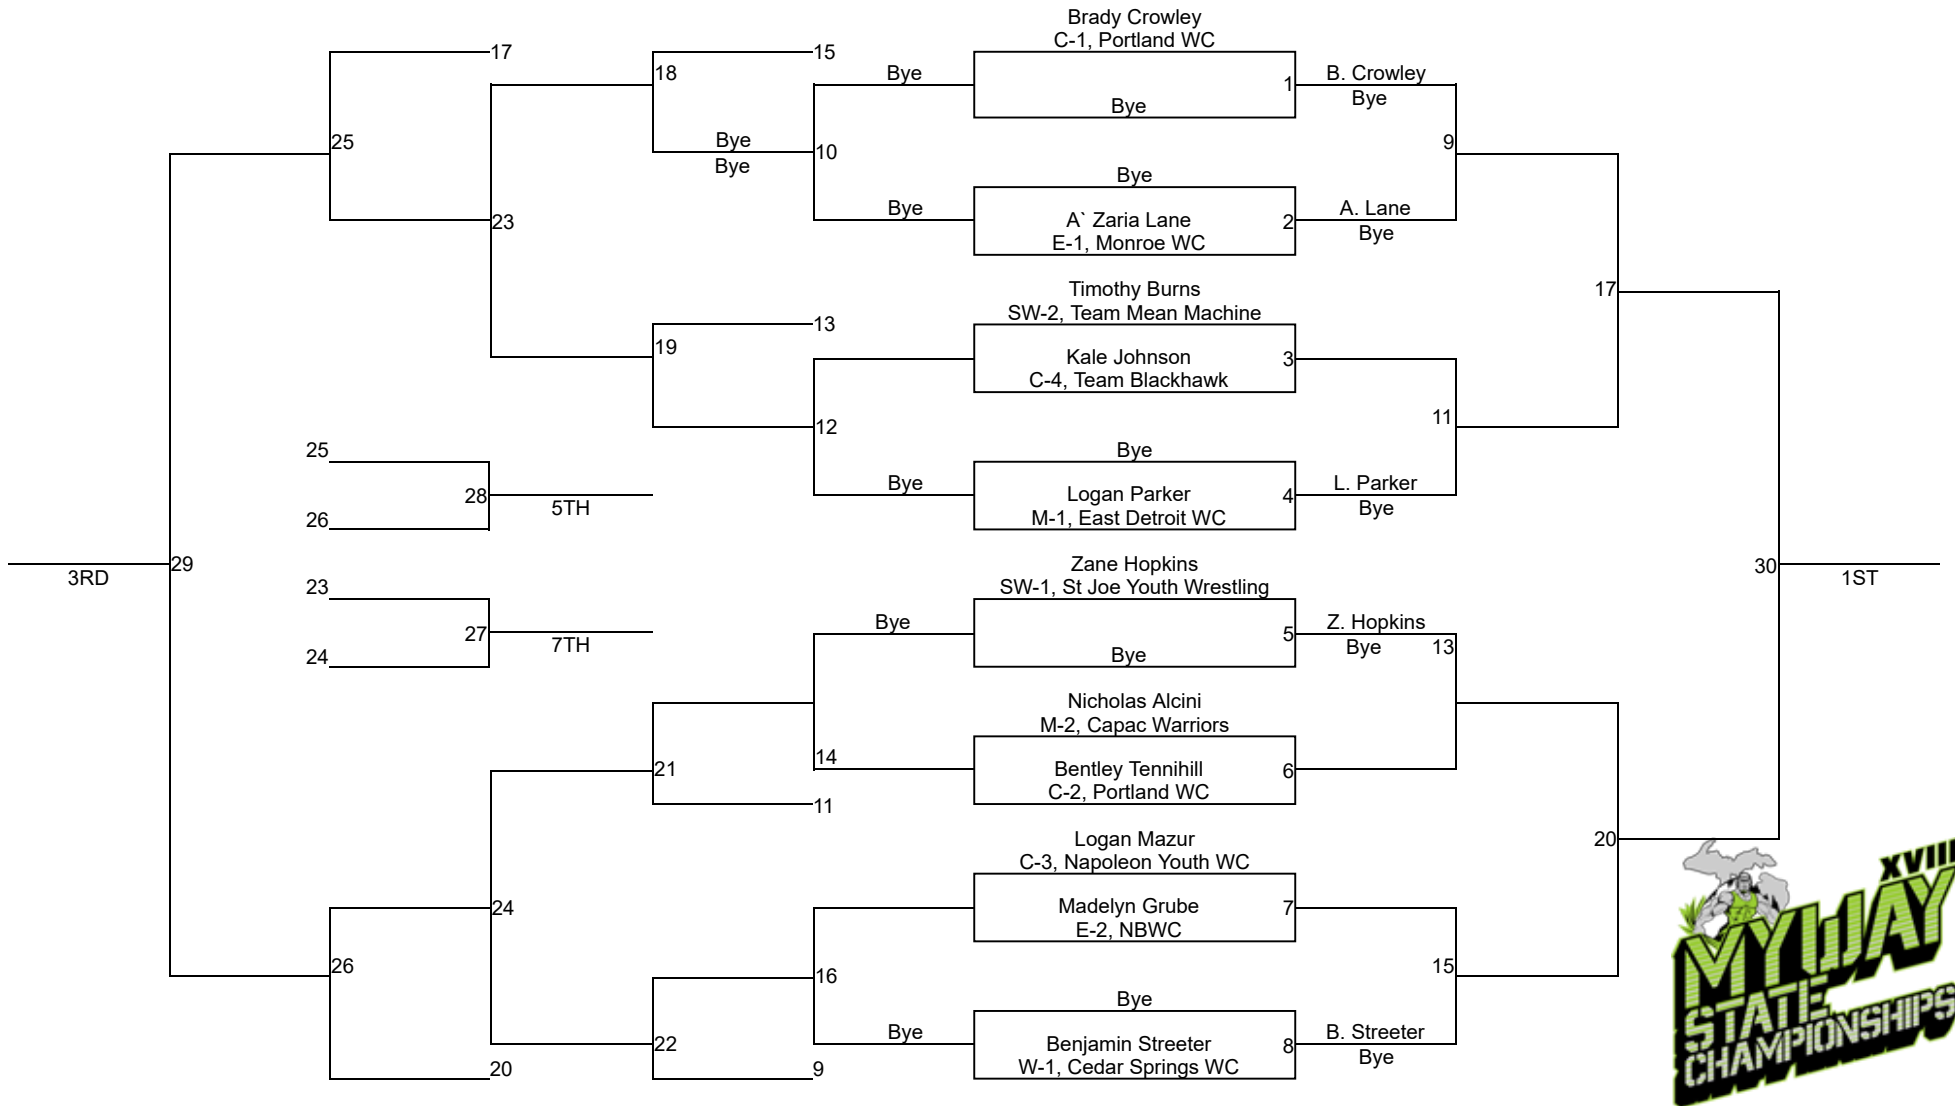 Brady Crowley
C-1, Portland WC
17
15
18
Bye
1
B. Crowley
Bye
Bye
25
Bye
Bye
10
9
Bye
23
Bye
A` Zaria Lane
E-1, Monroe WC
2
A. Lane
Bye
Timothy Burns
SW-2, Team Mean Machine
17
13
19
Kale Johnson
C-4, Team Blackhawk
3
12
11
25
Bye
28
5TH
Bye
Logan Parker
M-1, East Detroit WC
4
L. Parker
Bye
26
3RD
29
Zane Hopkins
SW-1, St Joe Youth Wrestling
30
1ST
23
27
7TH
Bye
5
Bye
Z. Hopkins
Bye
13
24
Nicholas Alcini
M-2, Capac Warriors
21
14
Bentley Tennihill
C-2, Portland WC
6
11
Logan Mazur
C-3, Napoleon Youth WC
20
24
Madelyn Grube
E-2, NBWC
7
26
16
15
Bye
22
Bye
Benjamin Streeter
W-1, Cedar Springs WC
8
B. Streeter
Bye
20
9
XVIII
MYWAY
STATE
CHAMPIONSHIPS